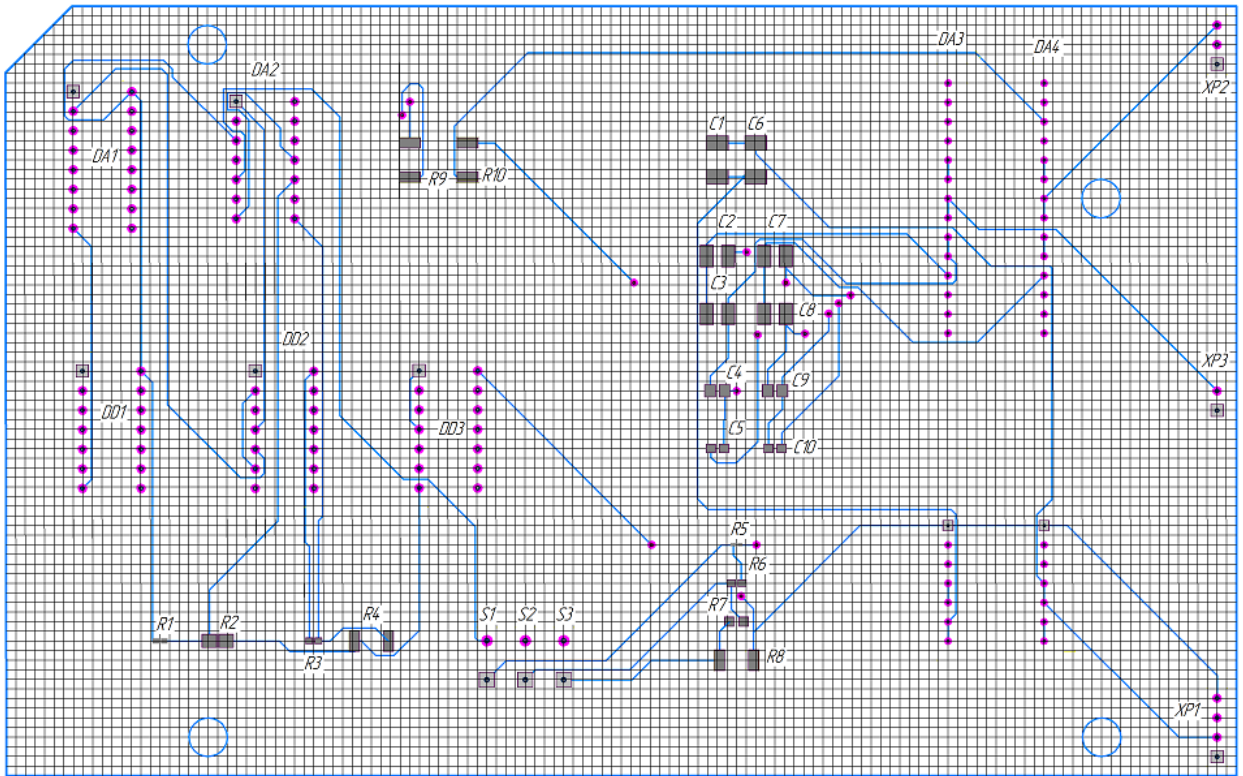 DA3
DA4
DA2
XP2
C1
C6
DA1
R9
R10
C2
C7
C3
C8
DD2
XP3
C4
C9
DD1
DD3
C5
C10
R5
R6
R7
R1
R2
R4
S1
S2
S3
R3
R8
XP1